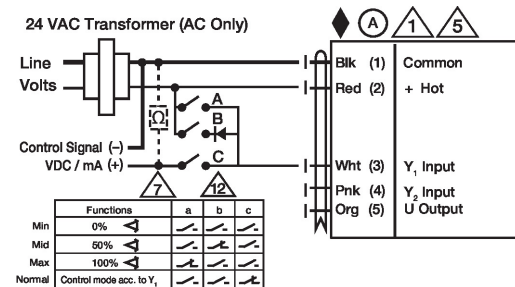 24 VAC Transformer (AC Only)
A 1 5
Line
Volts
Blk (1) Common
Red (2) + Hot
A
B
C
Ω
Control Signal (−)
VDC / mA (+)
Wht (3) Y1 Input
Pnk (4) Y2 Input
Org (5) U Output
7 12
Functions a b c
Min 0%
Mid 50%
Max 100%
Normal Control mode acc. to Y1